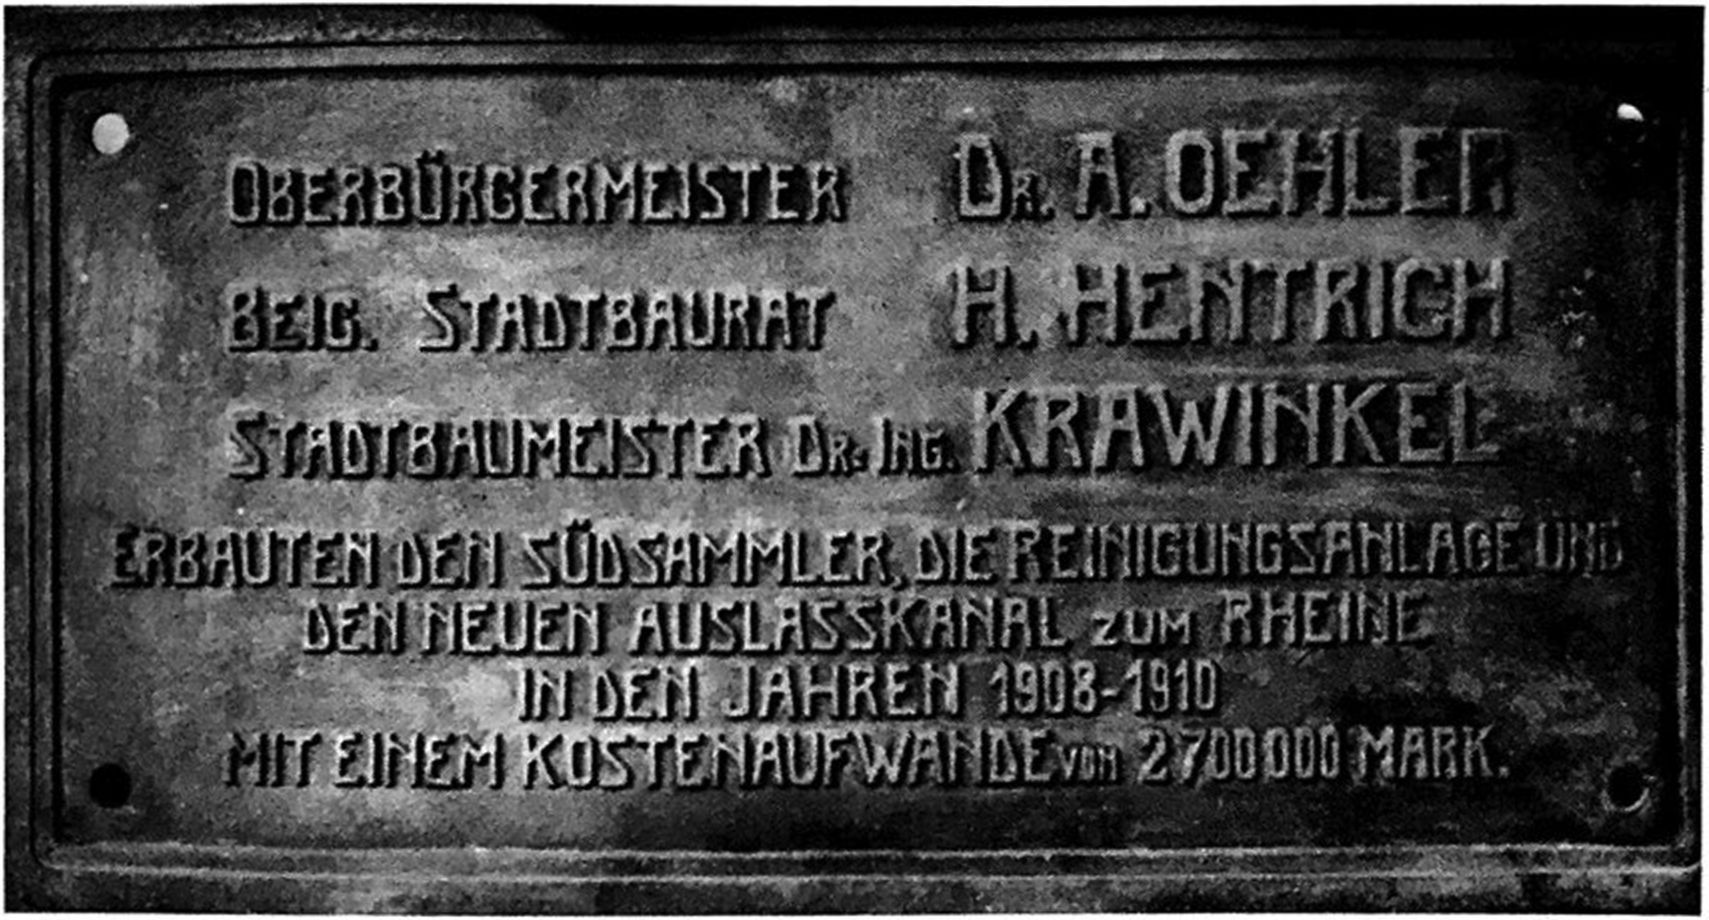 OBERBÜRGERMEISTER DR. A. OEHLER
BEIG. STADTBAURAT H. HENTRICH
STADTBAUMEISTER DR. ING. KRAWINKEL
ERBAUTEN DEN SÜDSAMMLER, DIE REINIGUNGSANLAGE UND
DEN NEUEN AUSLASSKANAL ZUM RHEINE
IN DEN JAHREN 1908-1910
MIT EINEM KOSTENAUFWANDE VON 2700000 MARK.